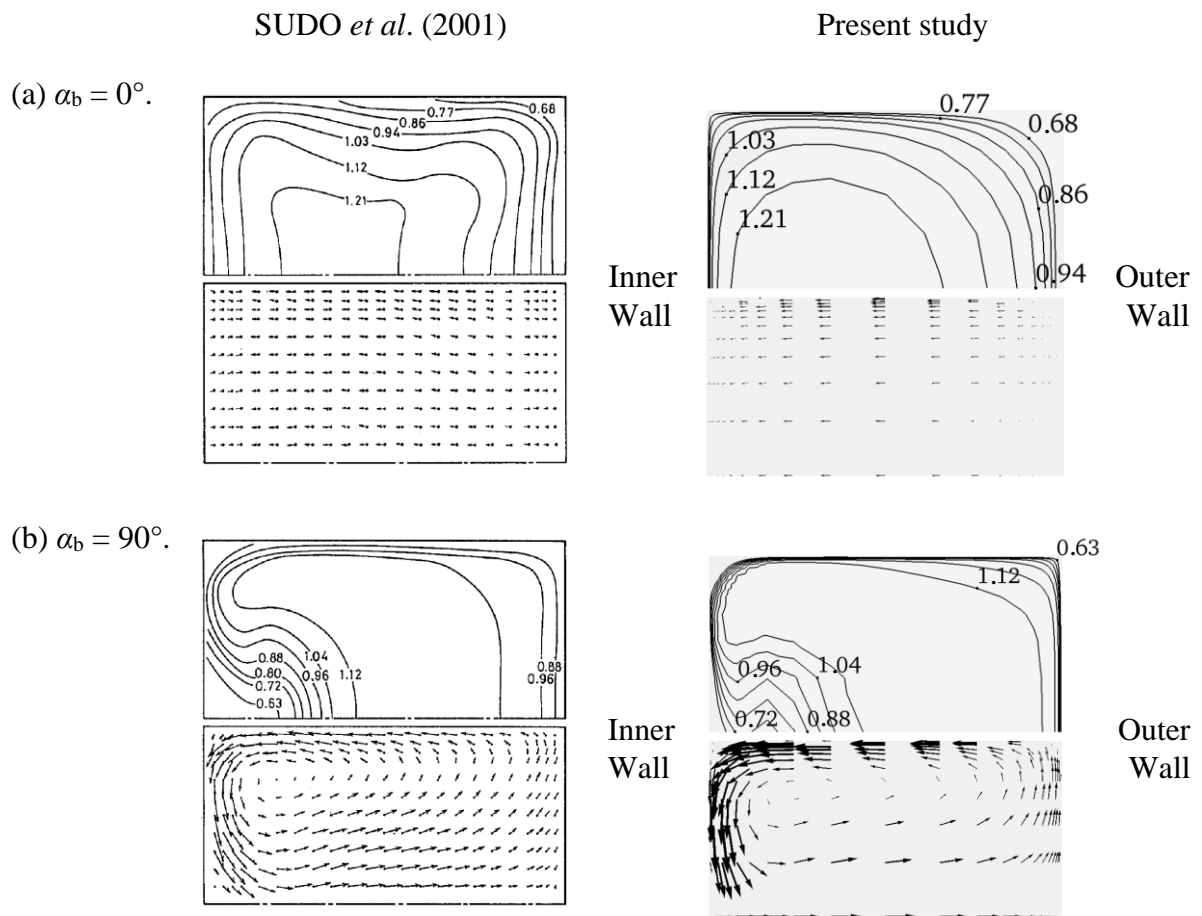 SUDO et al. (2001) Present study
(a) αb = 0°.
0.77 0.68
0.86
0.94
1.03
1.12
1.21
0.77
0.68
1.03
1.12
0.86
1.21
0.94
Inner Outer
Wall Wall
(b) αb = 90°.
0.88 1.04
0.80
0.72 0.96 1.12
0.63
0.88
0.96
0.63
1.12
0.96 1.04
0.72 0.88
Inner Outer
Wall Wall